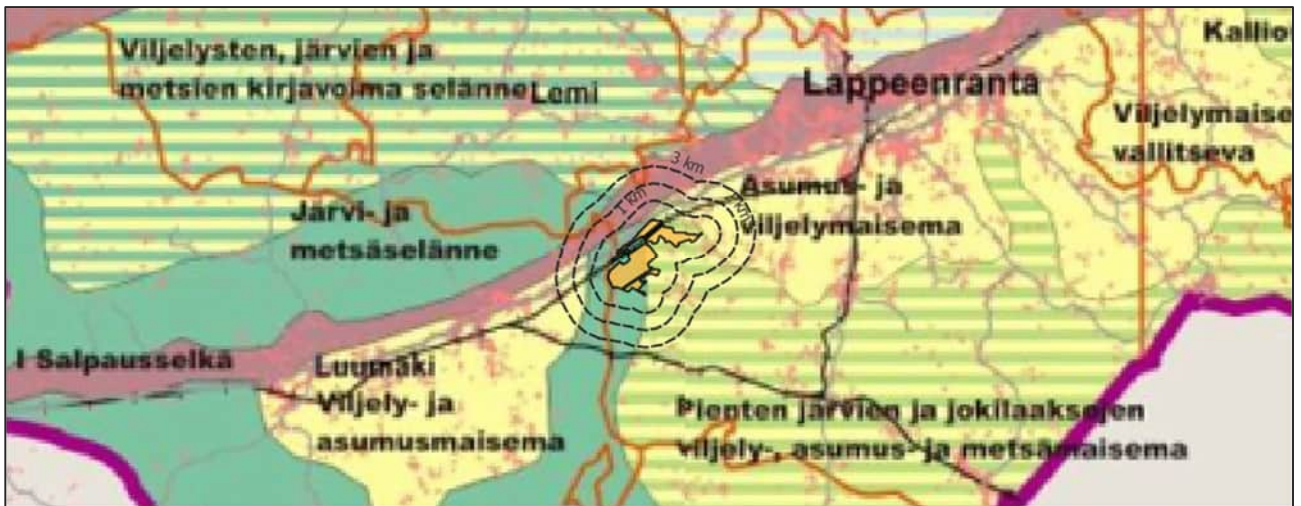 Viljelysten, järvien ja
metsien kirjavoima selänne
Lemi
Lappeenranta
Kallio
Viljelymaise
vallitseva
3 km
1 km
Asumus- ja
viljelymaisema
Järvi- ja
metsäselänne
I Salpausselkä
Luumäki
Viljely- ja
asumusmaisema
Pienten järvien ja jokilaaksojen
viljely-, asumus- ja metsämaisema